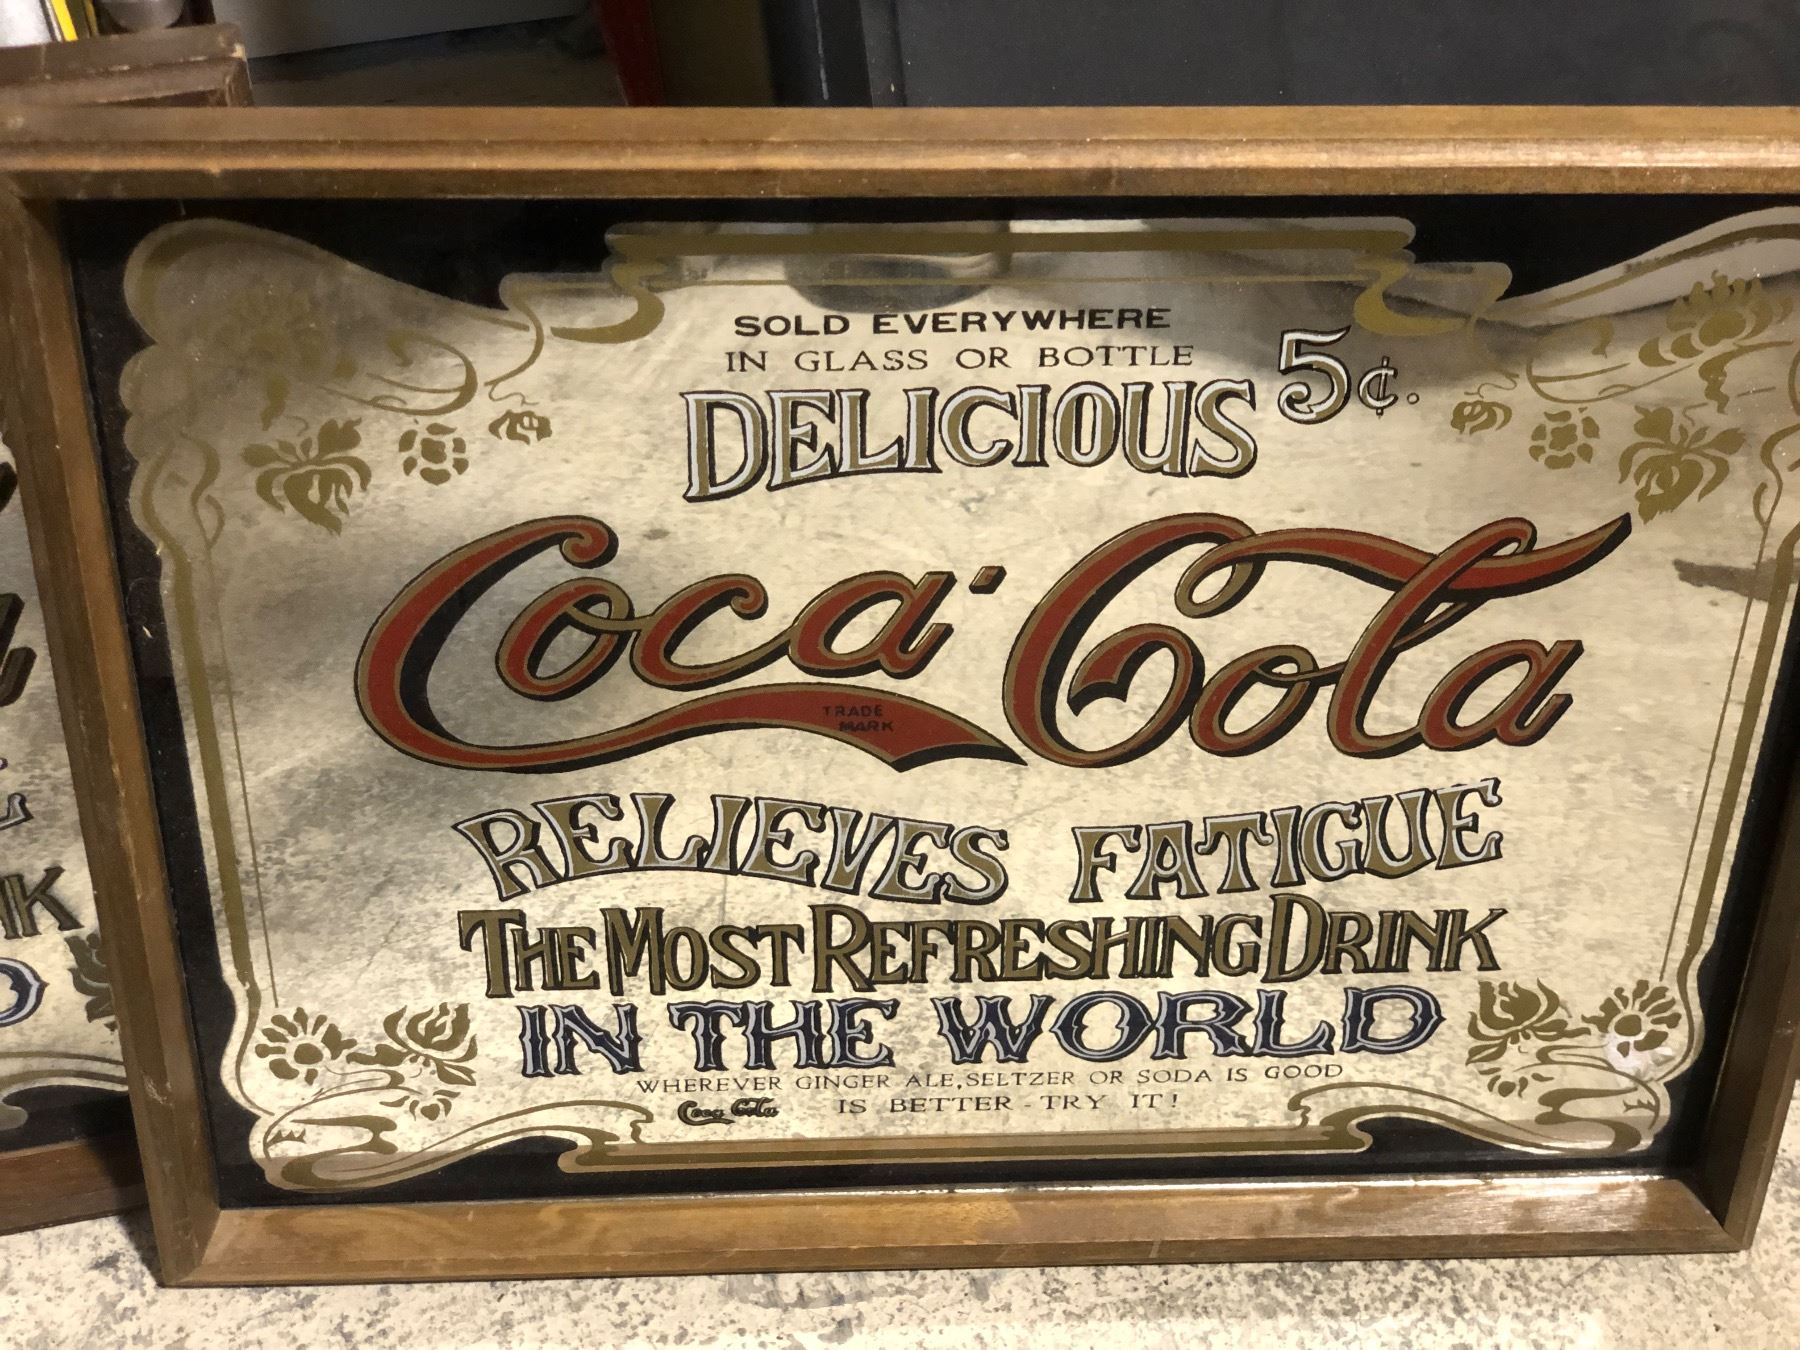 SOLD EVERYWHERE
IN GLASS OR BOTTLE
DELICIOUS 5¢.
Coca-Cola
TRADE
MARK
RELIEVES FATIGUE
THE MOST REFRESHING DRINK
IN THE WORLD
WHEREVER GINGER ALE, SELTZER OR SODA IS GOOD
Coca Cola IS BETTER - TRY IT!